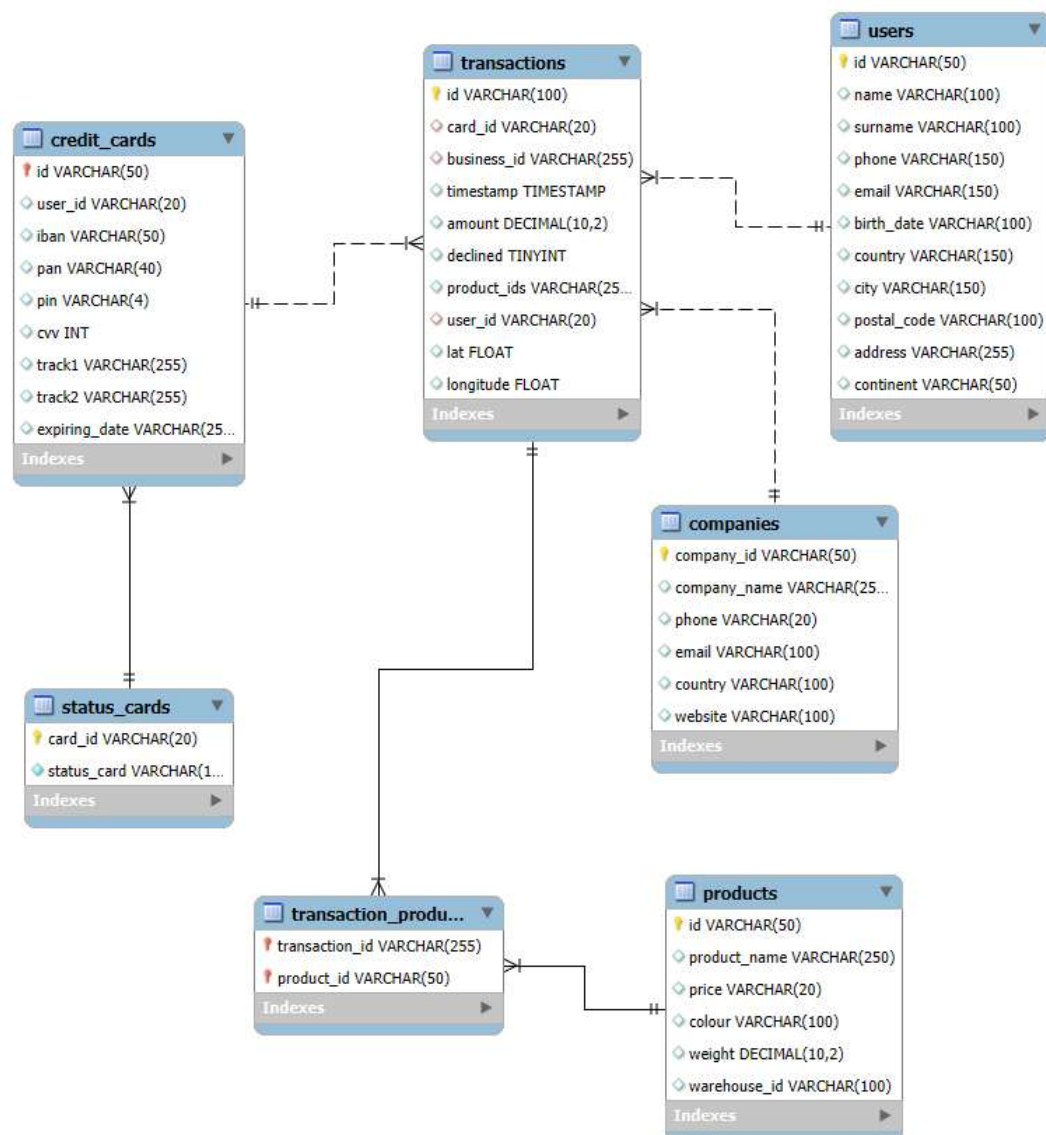 credit_cards
id VARCHAR(50)
user_id VARCHAR(20)
iban VARCHAR(50)
pan VARCHAR(40)
pin VARCHAR(4)
cvv INT
track1 VARCHAR(255)
track2 VARCHAR(255)
expiring_date VARCHAR(25...
Indexes
transactions
id VARCHAR(100)
card_id VARCHAR(20)
business_id VARCHAR(255)
timestamp TIMESTAMP
amount DECIMAL(10,2)
declined TINYINT
product_ids VARCHAR(25...
user_id VARCHAR(20)
lat FLOAT
longitude FLOAT
Indexes
users
id VARCHAR(50)
name VARCHAR(100)
surname VARCHAR(100)
phone VARCHAR(150)
email VARCHAR(150)
birth_date VARCHAR(100)
country VARCHAR(150)
city VARCHAR(150)
postal_code VARCHAR(100)
address VARCHAR(255)
continent VARCHAR(50)
Indexes
companies
company_id VARCHAR(50)
company_name VARCHAR(25...
phone VARCHAR(20)
email VARCHAR(100)
country VARCHAR(100)
website VARCHAR(100)
Indexes
status_cards
card_id VARCHAR(20)
status_card VARCHAR(1...
Indexes
transaction_produ...
transaction_id VARCHAR(255)
product_id VARCHAR(50)
Indexes
products
id VARCHAR(50)
product_name VARCHAR(250)
price VARCHAR(20)
colour VARCHAR(100)
weight DECIMAL(10,2)
warehouse_id VARCHAR(100)
Indexes